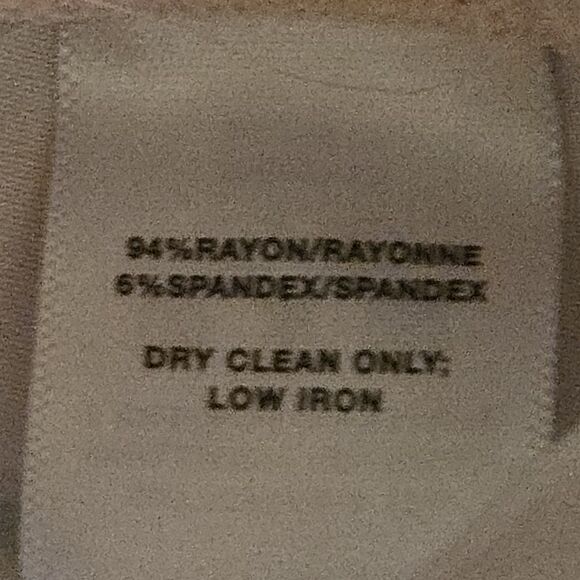 94%RAYON/RAYONNE
6%SPANDEX/SPANDEX
DRY CLEAN ONLY;
LOW IRON